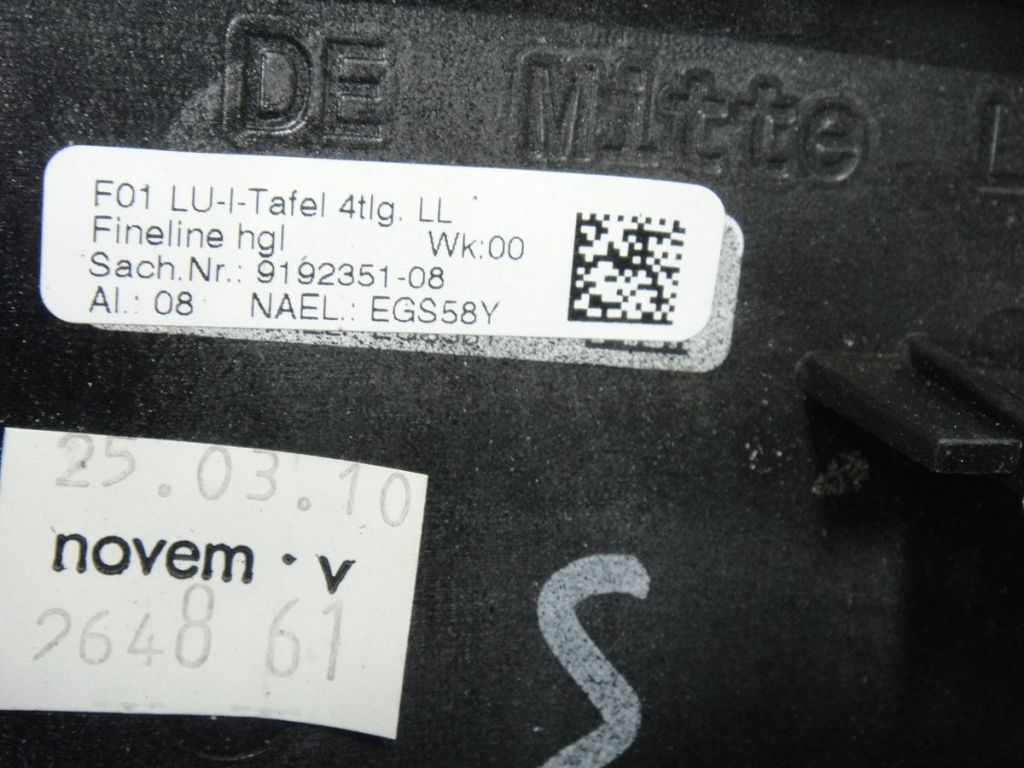 DE Mitte L
F01 LU-I-Tafel 4tlg. LL
Fineline hgl Wk:00
Sach.Nr.: 9192351-08
Al.: 08 NAEL.: EGS58Y
25.03.10
novem · v
2648 61
S